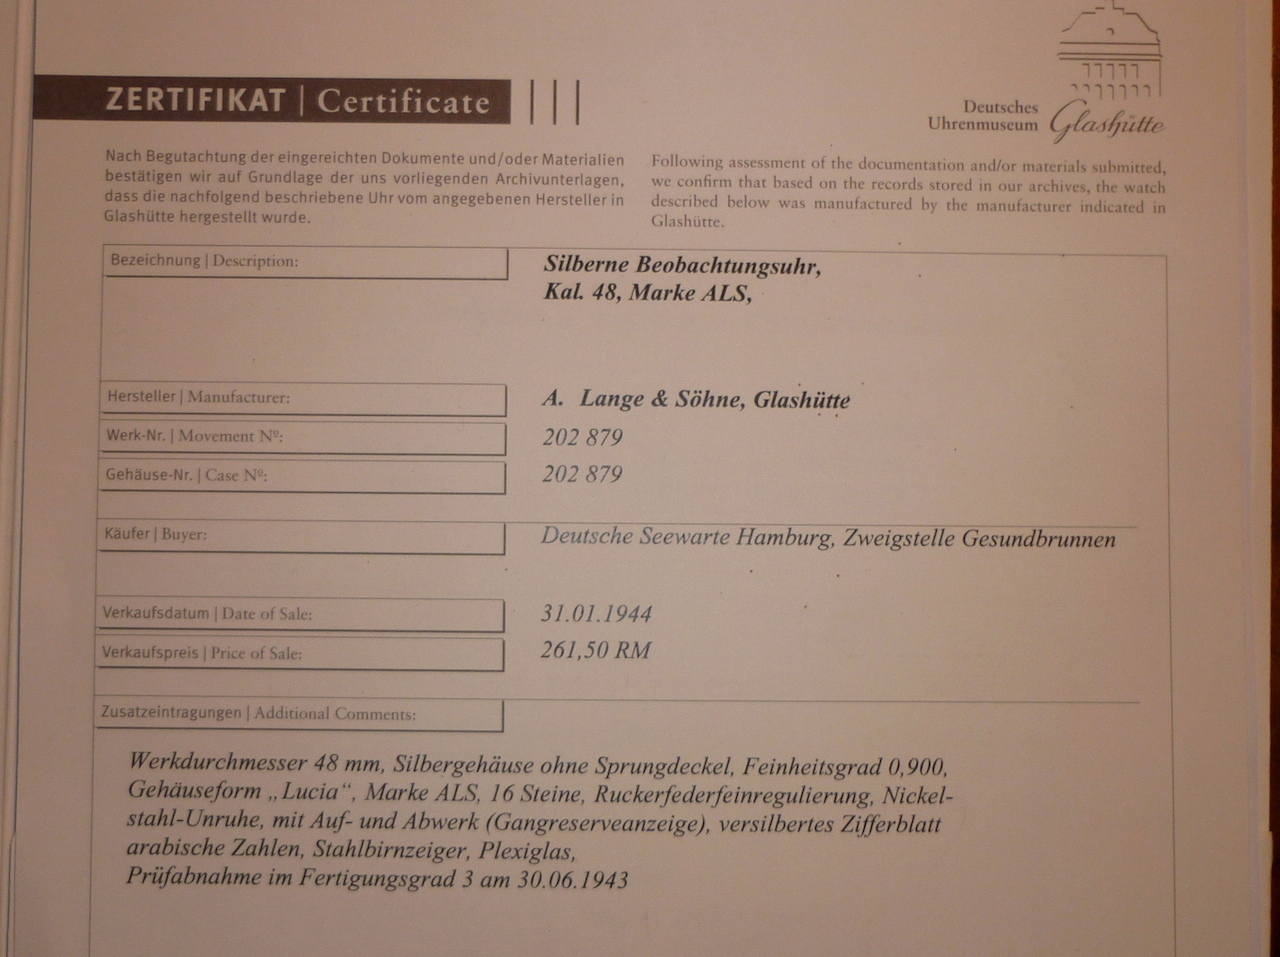 ZERTIFIKAT | Certificate
Deutsches
Uhrenmuseum Glashütte
Nach Begutachtung der eingereichten Dokumente und/oder Materialien
bestätigen wir auf Grundlage der uns vorliegenden Archivunterlagen,
dass die nachfolgend beschriebene Uhr vom angegebenen Hersteller in
Glashütte hergestellt wurde.
Following assessment of the documentation and/or materials submitted,
we confirm that based on the records stored in our archives, the watch
described below was manufactured by the manufacturer indicated in
Glashütte.
Bezeichnung | Description:
Silberne Beobachtungsuhr,
Kal. 48, Marke ALS,
Hersteller | Manufacturer: A. Lange & Söhne, Glashütte
Werk-Nr. | Movement Nº: 202 879
Gehäuse-Nr. | Case Nº: 202 879
Käufer | Buyer: Deutsche Seewarte Hamburg, Zweigstelle Gesundbrunnen
Verkaufsdatum | Date of Sale: 31.01.1944
Verkaufspreis | Price of Sale: 261,50 RM
Zusatzeintragungen | Additional Comments:
Werkdurchmesser 48 mm, Silbergehäuse ohne Sprungdeckel, Feinheitsgrad 0,900,
Gehäuseform „Lucia“, Marke ALS, 16 Steine, Ruckerfederfeinregulierung, Nickel-
stahl-Unruhe, mit Auf- und Abwerk (Gangreserveanzeige), versilbertes Zifferblatt
arabische Zahlen, Stahlbirnzeiger, Plexiglas,
Prüfabnahme im Fertigungsgrad 3 am 30.06.1943